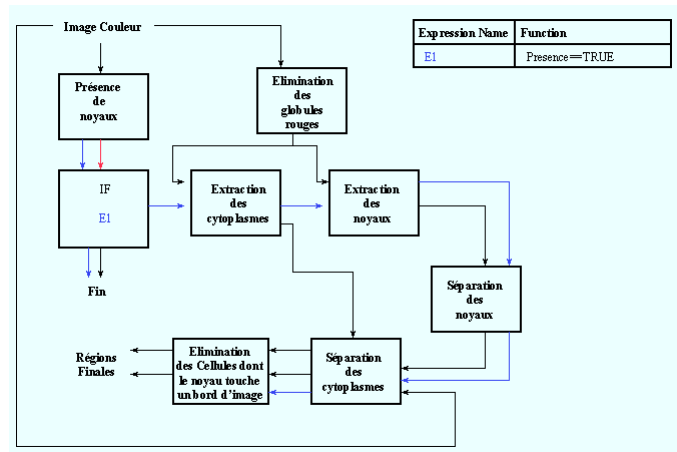 Image Couleur
Expression Name Function
E1 Presence==TRUE
Présence
de
noyaux
Elimination
des
globules
rouges
IF
E1
Extraction
des
cytoplasmes
Extraction
des
noyaux
Fin
Séparation
des
noyaux
Régions
Finales
Elimination
des Cellules dont
le noyau touche
un bord d'image
Séparation
des
cytoplasmes